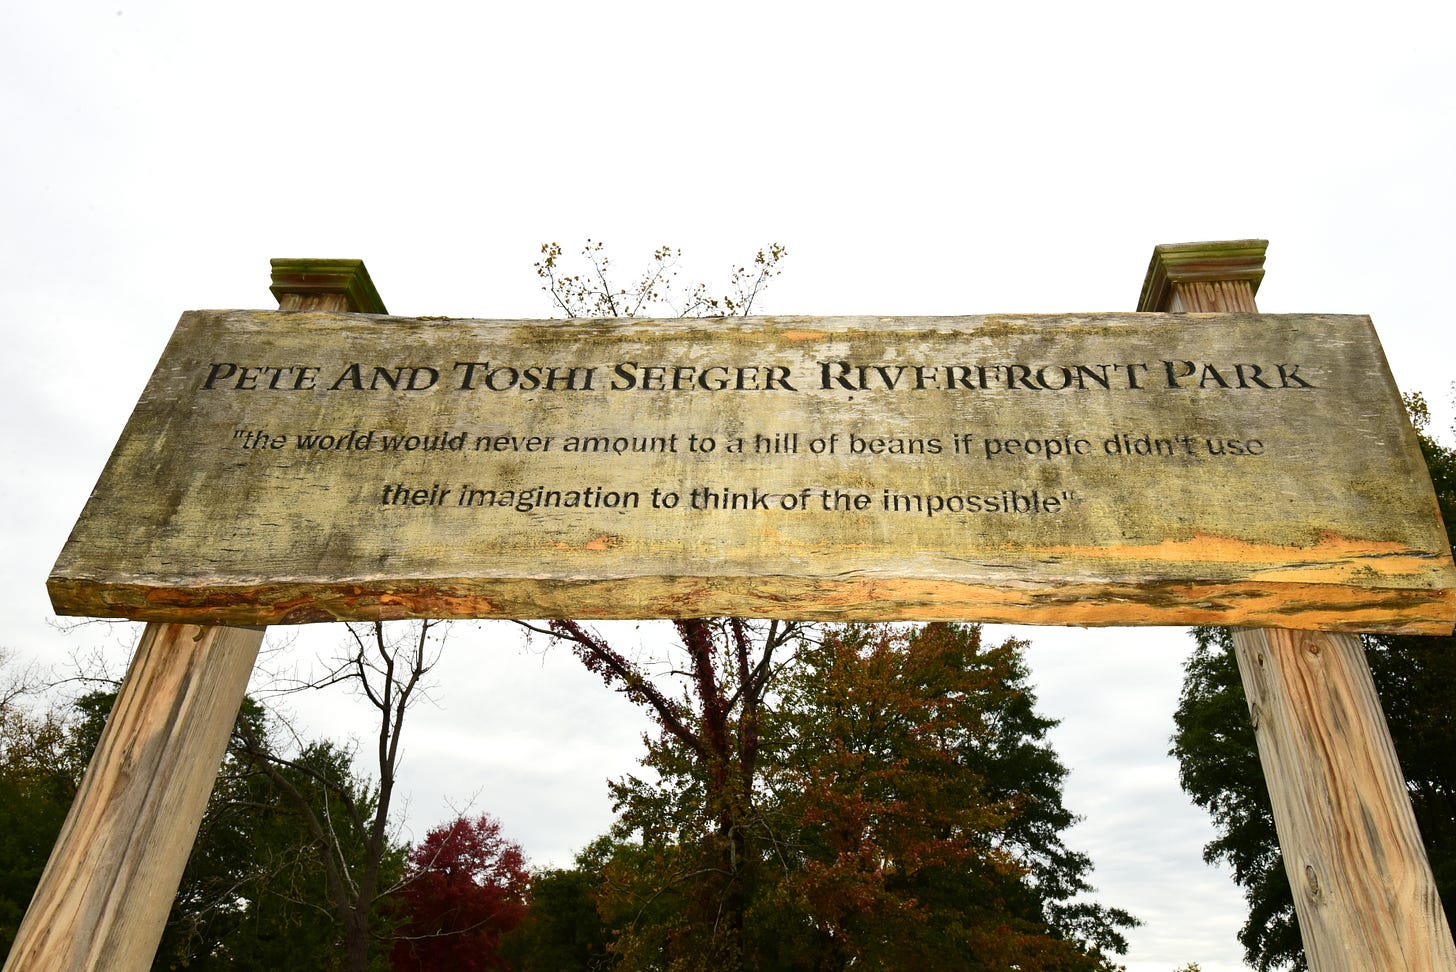 PETE AND TOSHI SEEGER RIVERFRONT PARK
"the world would never amount to a hill of beans if people didn't use
their imagination to think of the impossible"